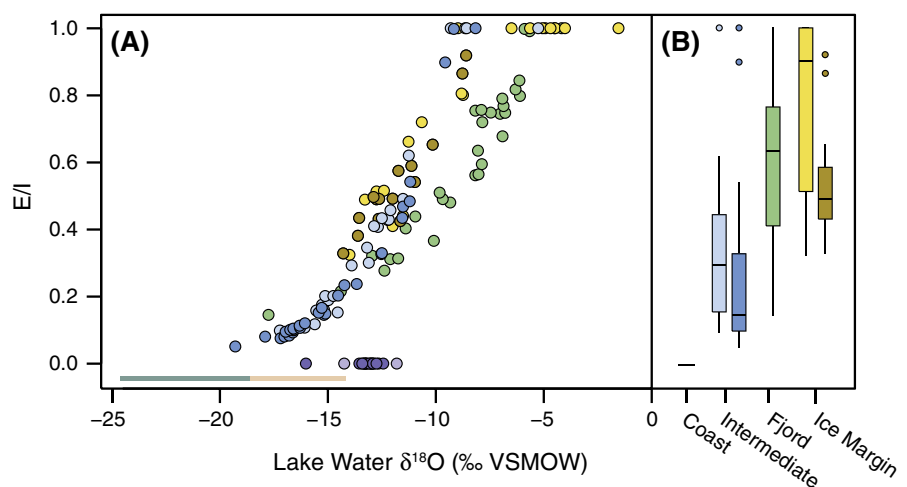 (A)
(B)
1.0
0.8
0.6
0.4
0.2
0.0
E/I
−25
−20
−15
−10
−5
0
Lake Water δ¹⁸O (‰ VSMOW)
Coast
Intermediate
Fjord
Ice Margin